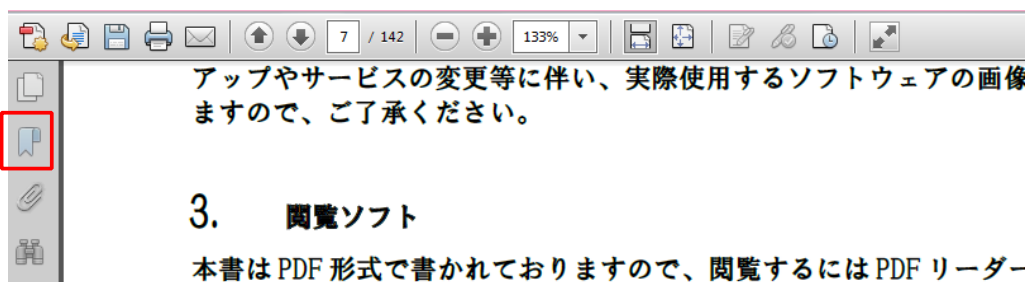 7 / 142 133%
アップやサービスの変更等に伴い、実際使用するソフトウェアの画像
ますので、ご了承ください。
3. 閲覧ソフト
本書は PDF 形式で書かれておりますので、閲覧するには PDF リーダー